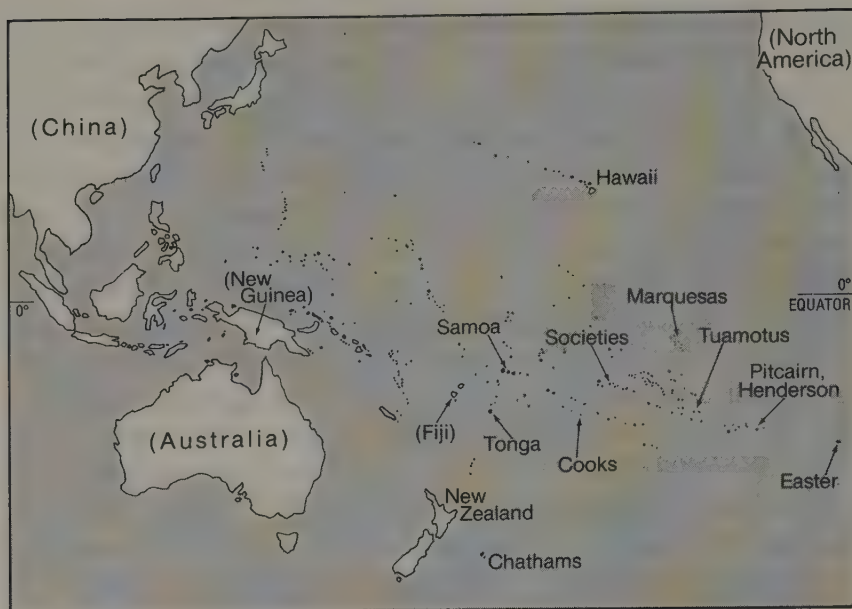 (North
America)
(China)
Hawaii
(New
Guinea)
0°
0°
EQUATOR
Marquesas
Samoa
Societies
Tuamotus
Pitcairn,
Henderson
(Australia)
(Fiji)
Tonga
Cooks
Easter
New
Zealand
Chathams